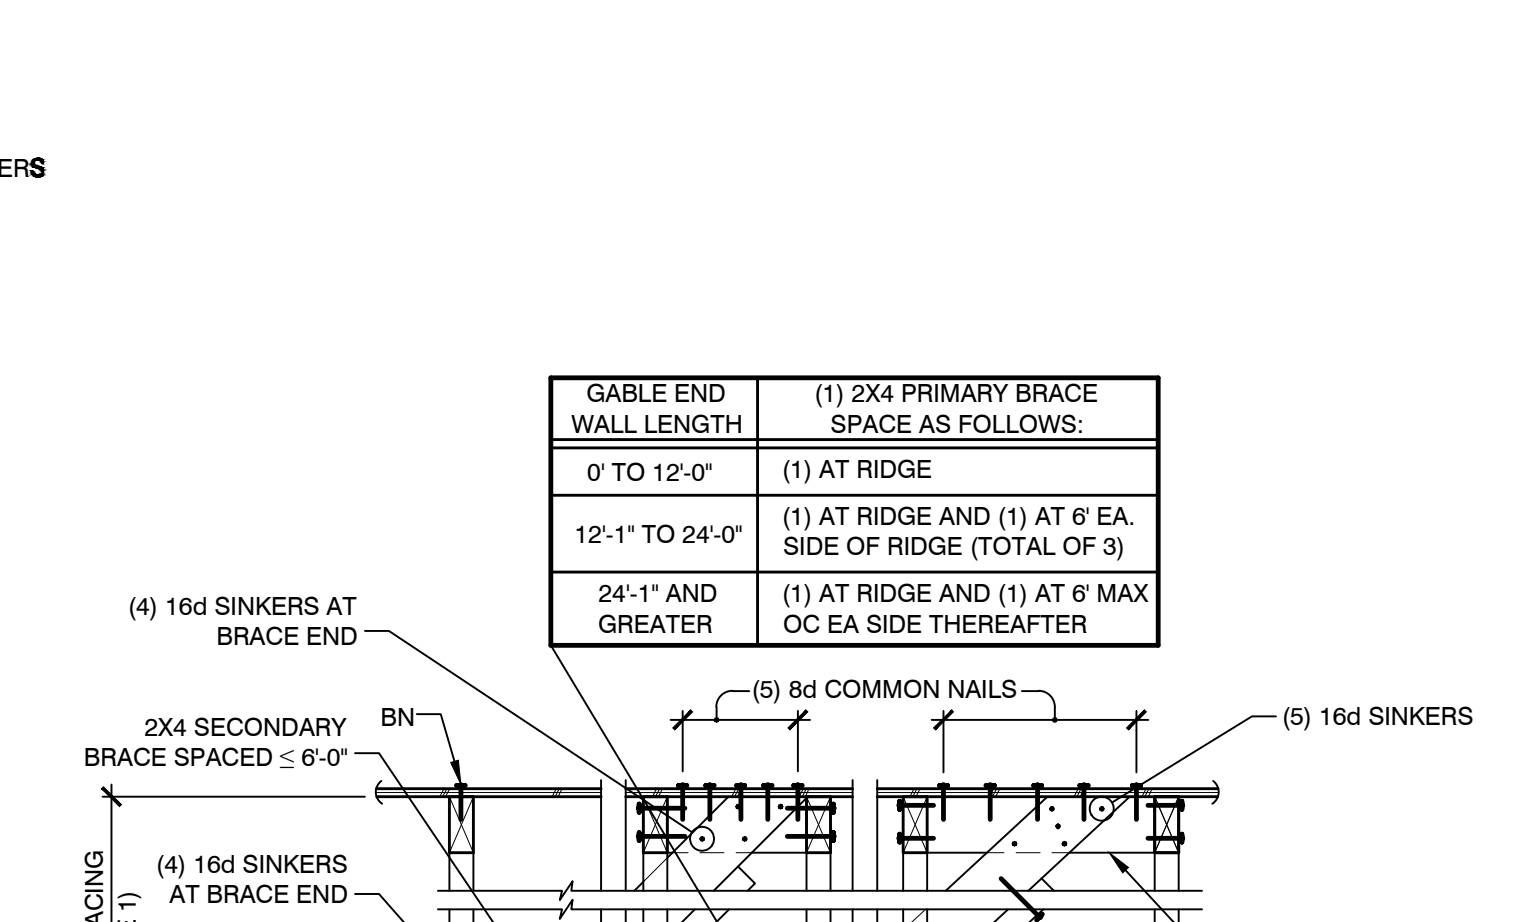 GABLE END
WALL LENGTH
(1) 2X4 PRIMARY BRACE
SPACE AS FOLLOWS:
0' TO 12'-0"
(1) AT RIDGE
12'-1" TO 24'-0"
(1) AT RIDGE AND (1) AT 6' EA.
SIDE OF RIDGE (TOTAL OF 3)
24'-1" AND
GREATER
(1) AT RIDGE AND (1) AT 6' MAX
OC EA SIDE THEREAFTER
(4) 16d SINKERS AT
BRACE END
(5) 8d COMMON NAILS
BN
(5) 16d SINKERS
2X4 SECONDARY
BRACE SPACED ≤ 6'-0"
(4) 16d SINKERS
AT BRACE END